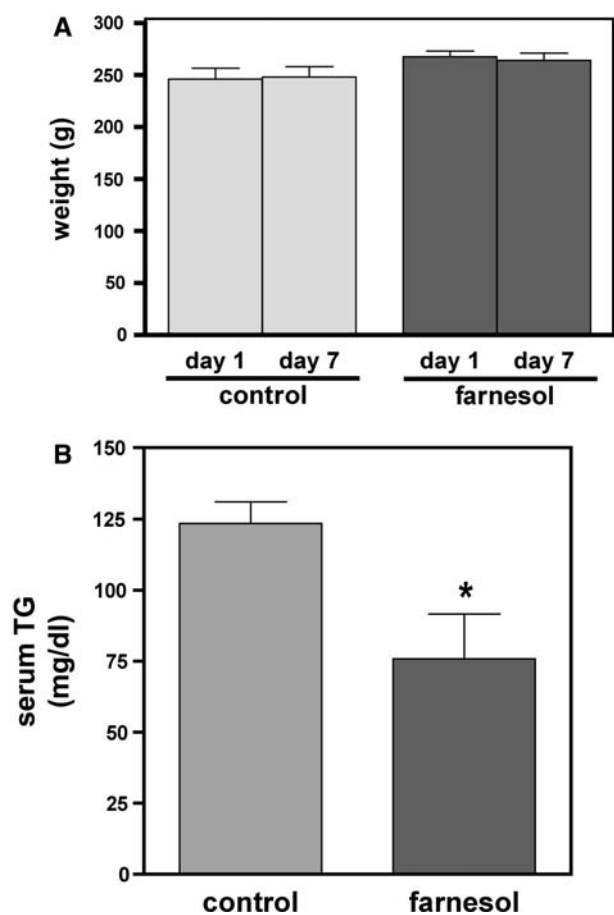 A
300
250
200
150
100
50
0
weight (g)
day 1 day 7 day 1 day 7
control farnesol
B
150
125
100
75
50
25
0
serum TG
(mg/dl)
*
control farnesol